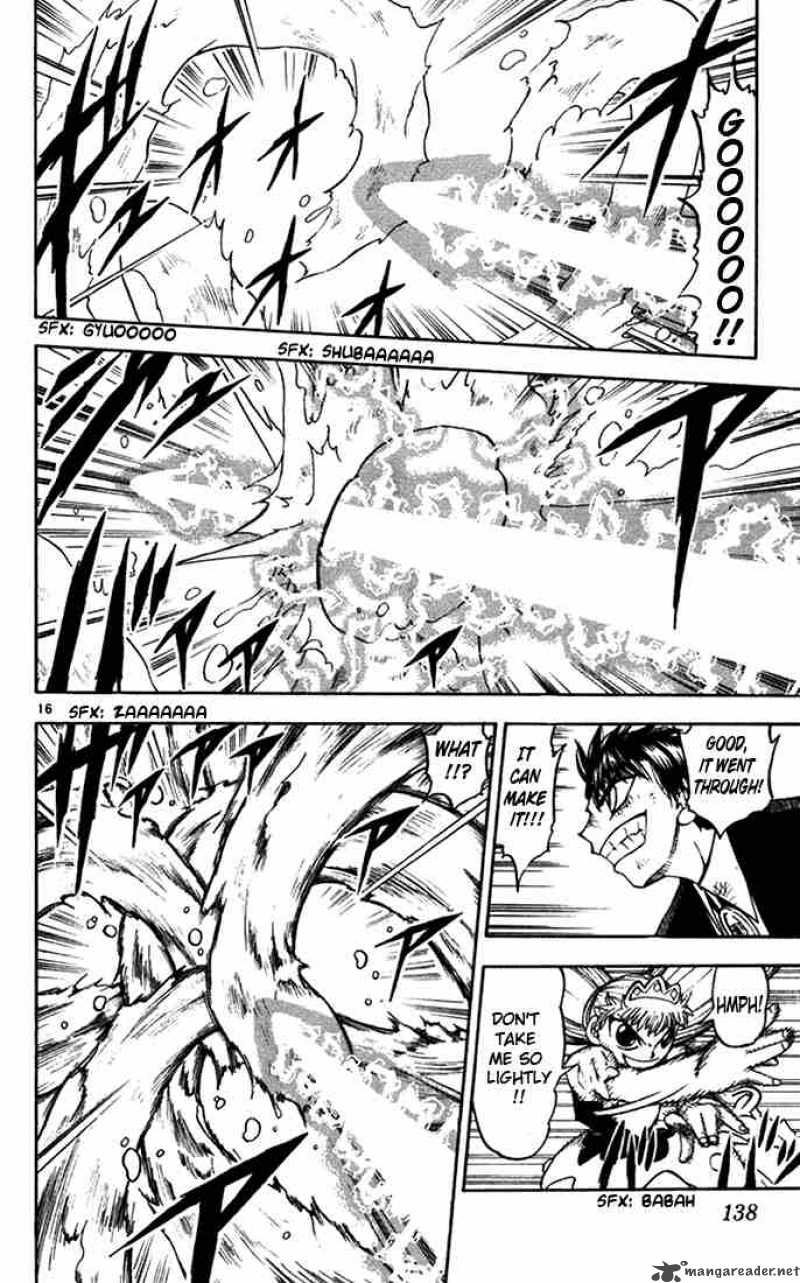 GOOOOOOO!!
SFX: GYUOOOOO
SFX: SHUBAAAAAA
16
SFX: ZAAAAAAA
GOOD,
IT WENT
THROUGH!
IT
CAN
MAKE
IT!!!
WHAT
!!?
HMPH!
DON'T
TAKE
ME SO
LIGHTLY
!!
SFX: BABAH
138
mangareader.net